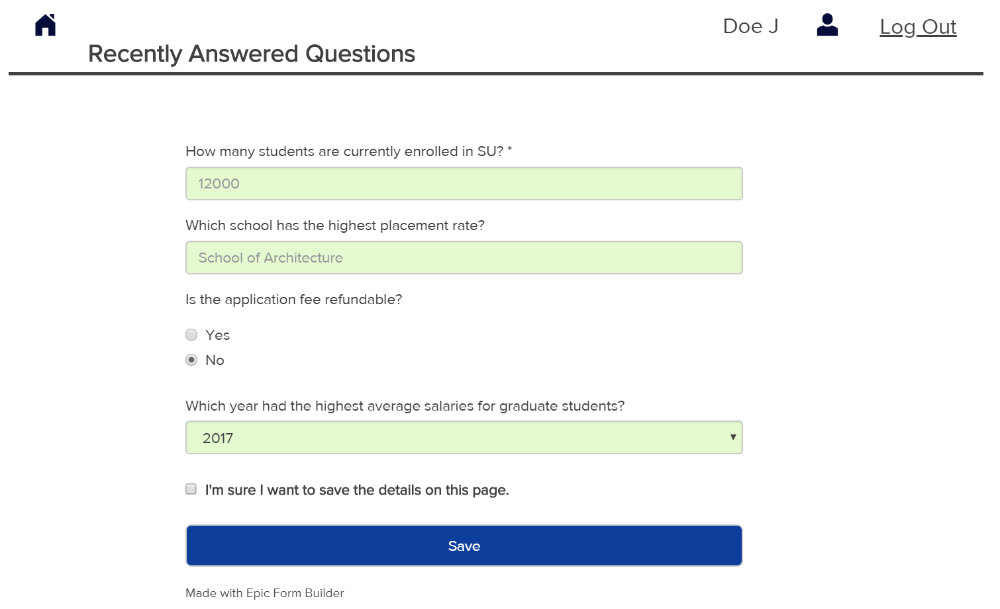 Doe J
Log Out
Recently Answered Questions
How many students are currently enrolled in SU? *
12000
Which school has the highest placement rate?
School of Architecture
Is the application fee refundable?
Yes
No
Which year had the highest average salaries for graduate students?
2017
I'm sure I want to save the details on this page.
Save
Made with Epic Form Builder